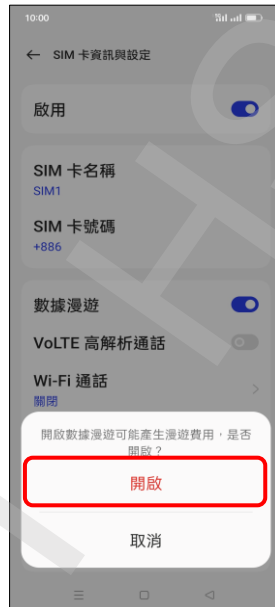 10:00
SIM 卡資訊與設定
啟用
SIM 卡名稱
SIM1
SIM 卡號碼
+886
數據漫遊
VoLTE 高解析通話
Wi-Fi 通話
關閉
開啟數據漫遊可能產生漫遊費用，是否
開啟？
開啟
取消